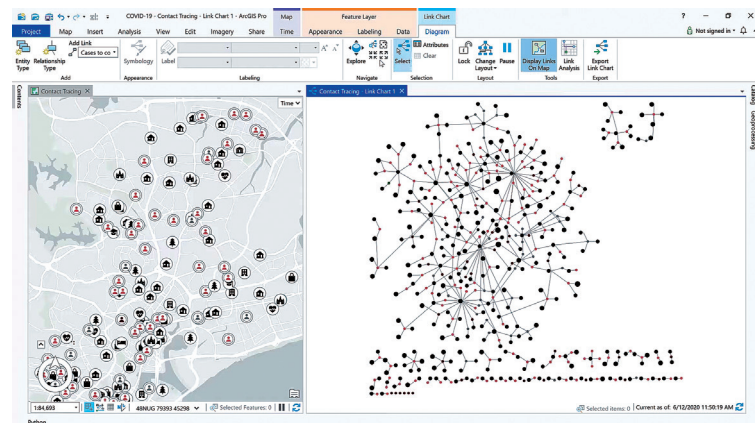 COVID-19 - Contact Tracing - Link Chart 1 - ArcGIS Pro
Map
Feature Layer
Link Chart
? – □ ×
Project Map Insert Analysis View Edit Imagery Share Time Appearance Labeling Data Diagram
Not signed in
Entity Type
Relationship Type
Add Link
Cases to co
Symbology
Label
Explore
Select
Attributes
Clear
Lock
Change Layout
Pause
Display Links On Map
Link Analysis
Export Link Chart
Add Appearance Labeling Navigate Selection Layout Tools Export
Contents
Contact Tracing ×
Contact Tracing - Link Chart 1 ×
Time
Catalog
Geoprocessing
1:84,693
48NUG 79393 45298
Selected Features: 0
Selected items: 0
Current as of: 6/12/2020 11:50:19 AM
Python